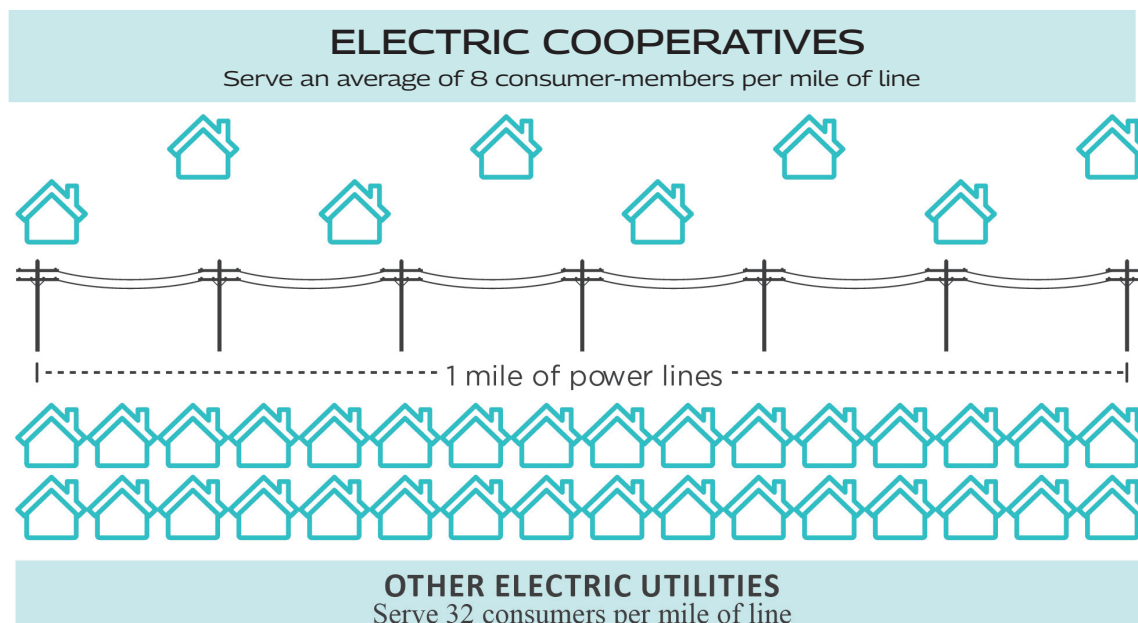 ELECTRIC COOPERATIVES
Serve an average of 8 consumer-members per mile of line
1 mile of power lines
OTHER ELECTRIC UTILITIES
Serve 32 consumers per mile of line